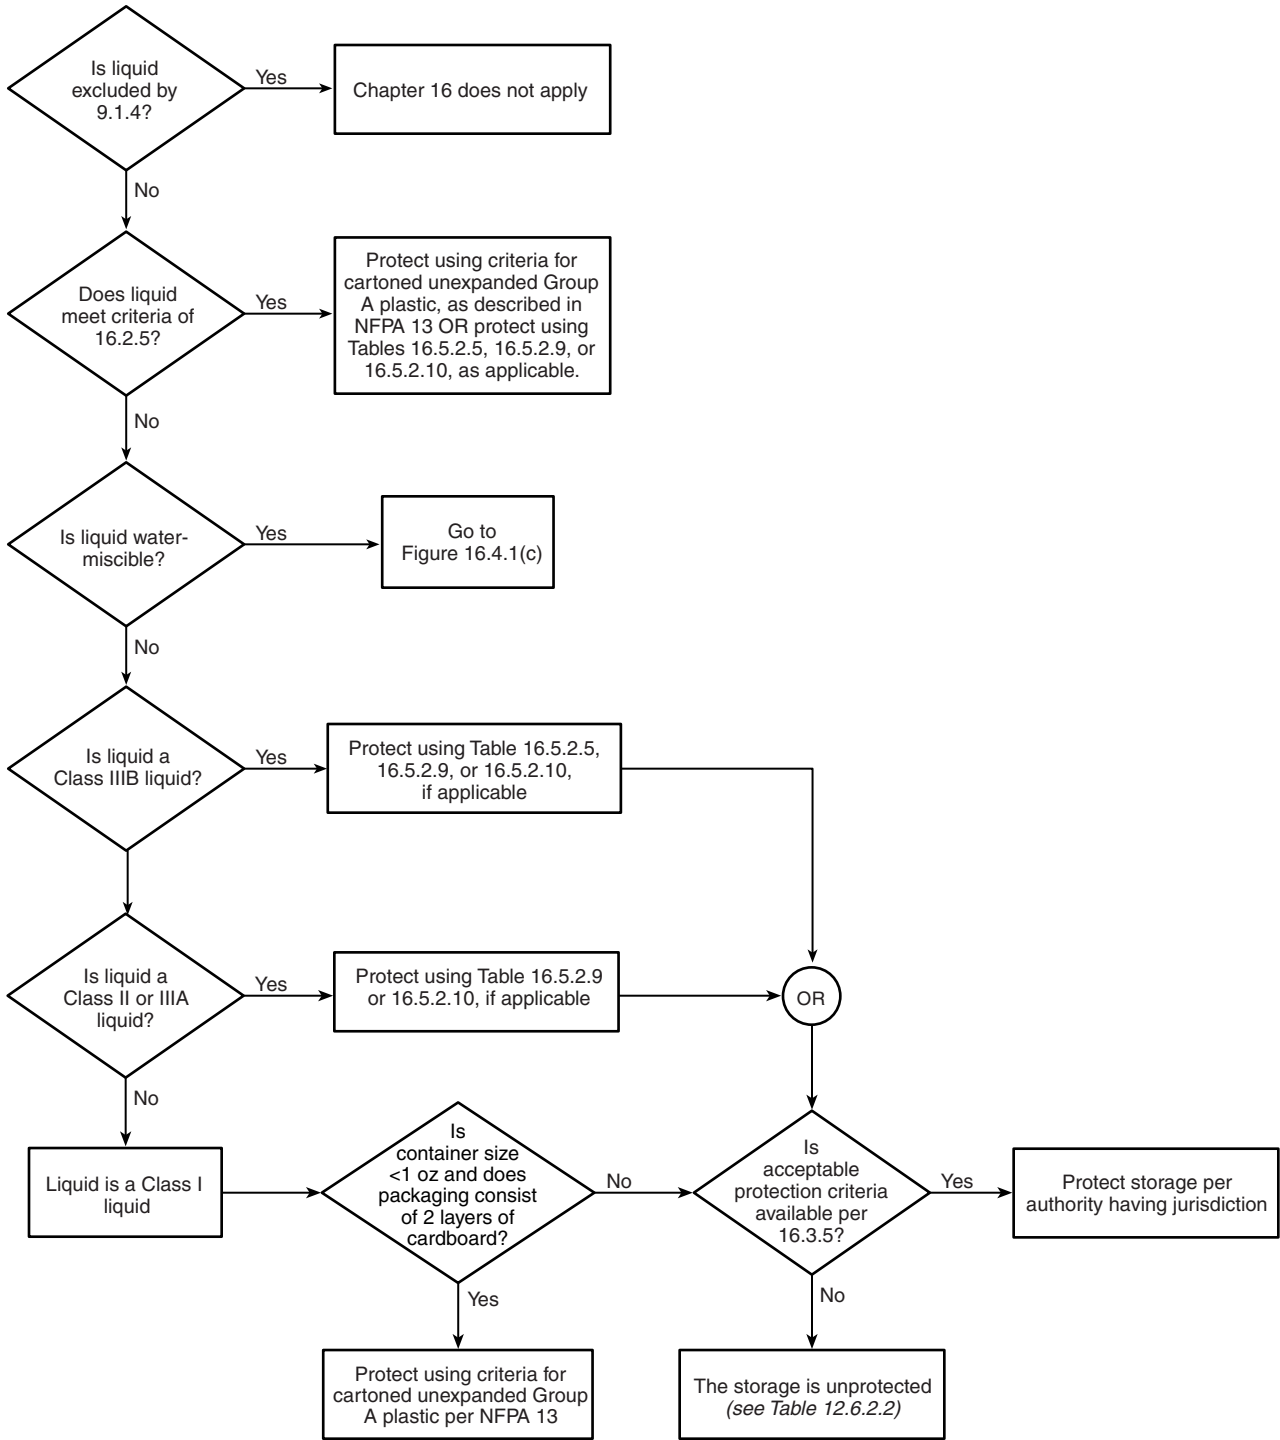 Is liquid
excluded by
9.1.4?
Yes
Chapter 16 does not apply
No
Does liquid
meet criteria of
16.2.5?
Yes
Protect using criteria for
cartoned unexpanded Group
A plastic, as described in
NFPA 13 OR protect using
Tables 16.5.2.5, 16.5.2.9, or
16.5.2.10, as applicable.
No
Is liquid water-
miscible?
Yes
Go to
Figure 16.4.1(c)
No
Is liquid a
Class IIIB liquid?
Yes
Protect using Table 16.5.2.5,
16.5.2.9, or 16.5.2.10,
if applicable
Is liquid a
Class II or IIIA
liquid?
Yes
Protect using Table 16.5.2.9
or 16.5.2.10, if applicable
OR
No
Liquid is a Class I
liquid
Is
container size
<1 oz and does
packaging consist
of 2 layers of
cardboard?
No
Is
acceptable
protection criteria
available per
16.3.5?
Yes
Protect storage per
authority having jurisdiction
Yes
No
Protect using criteria for
cartoned unexpanded Group
A plastic per NFPA 13
The storage is unprotected
(see Table 12.6.2.2)